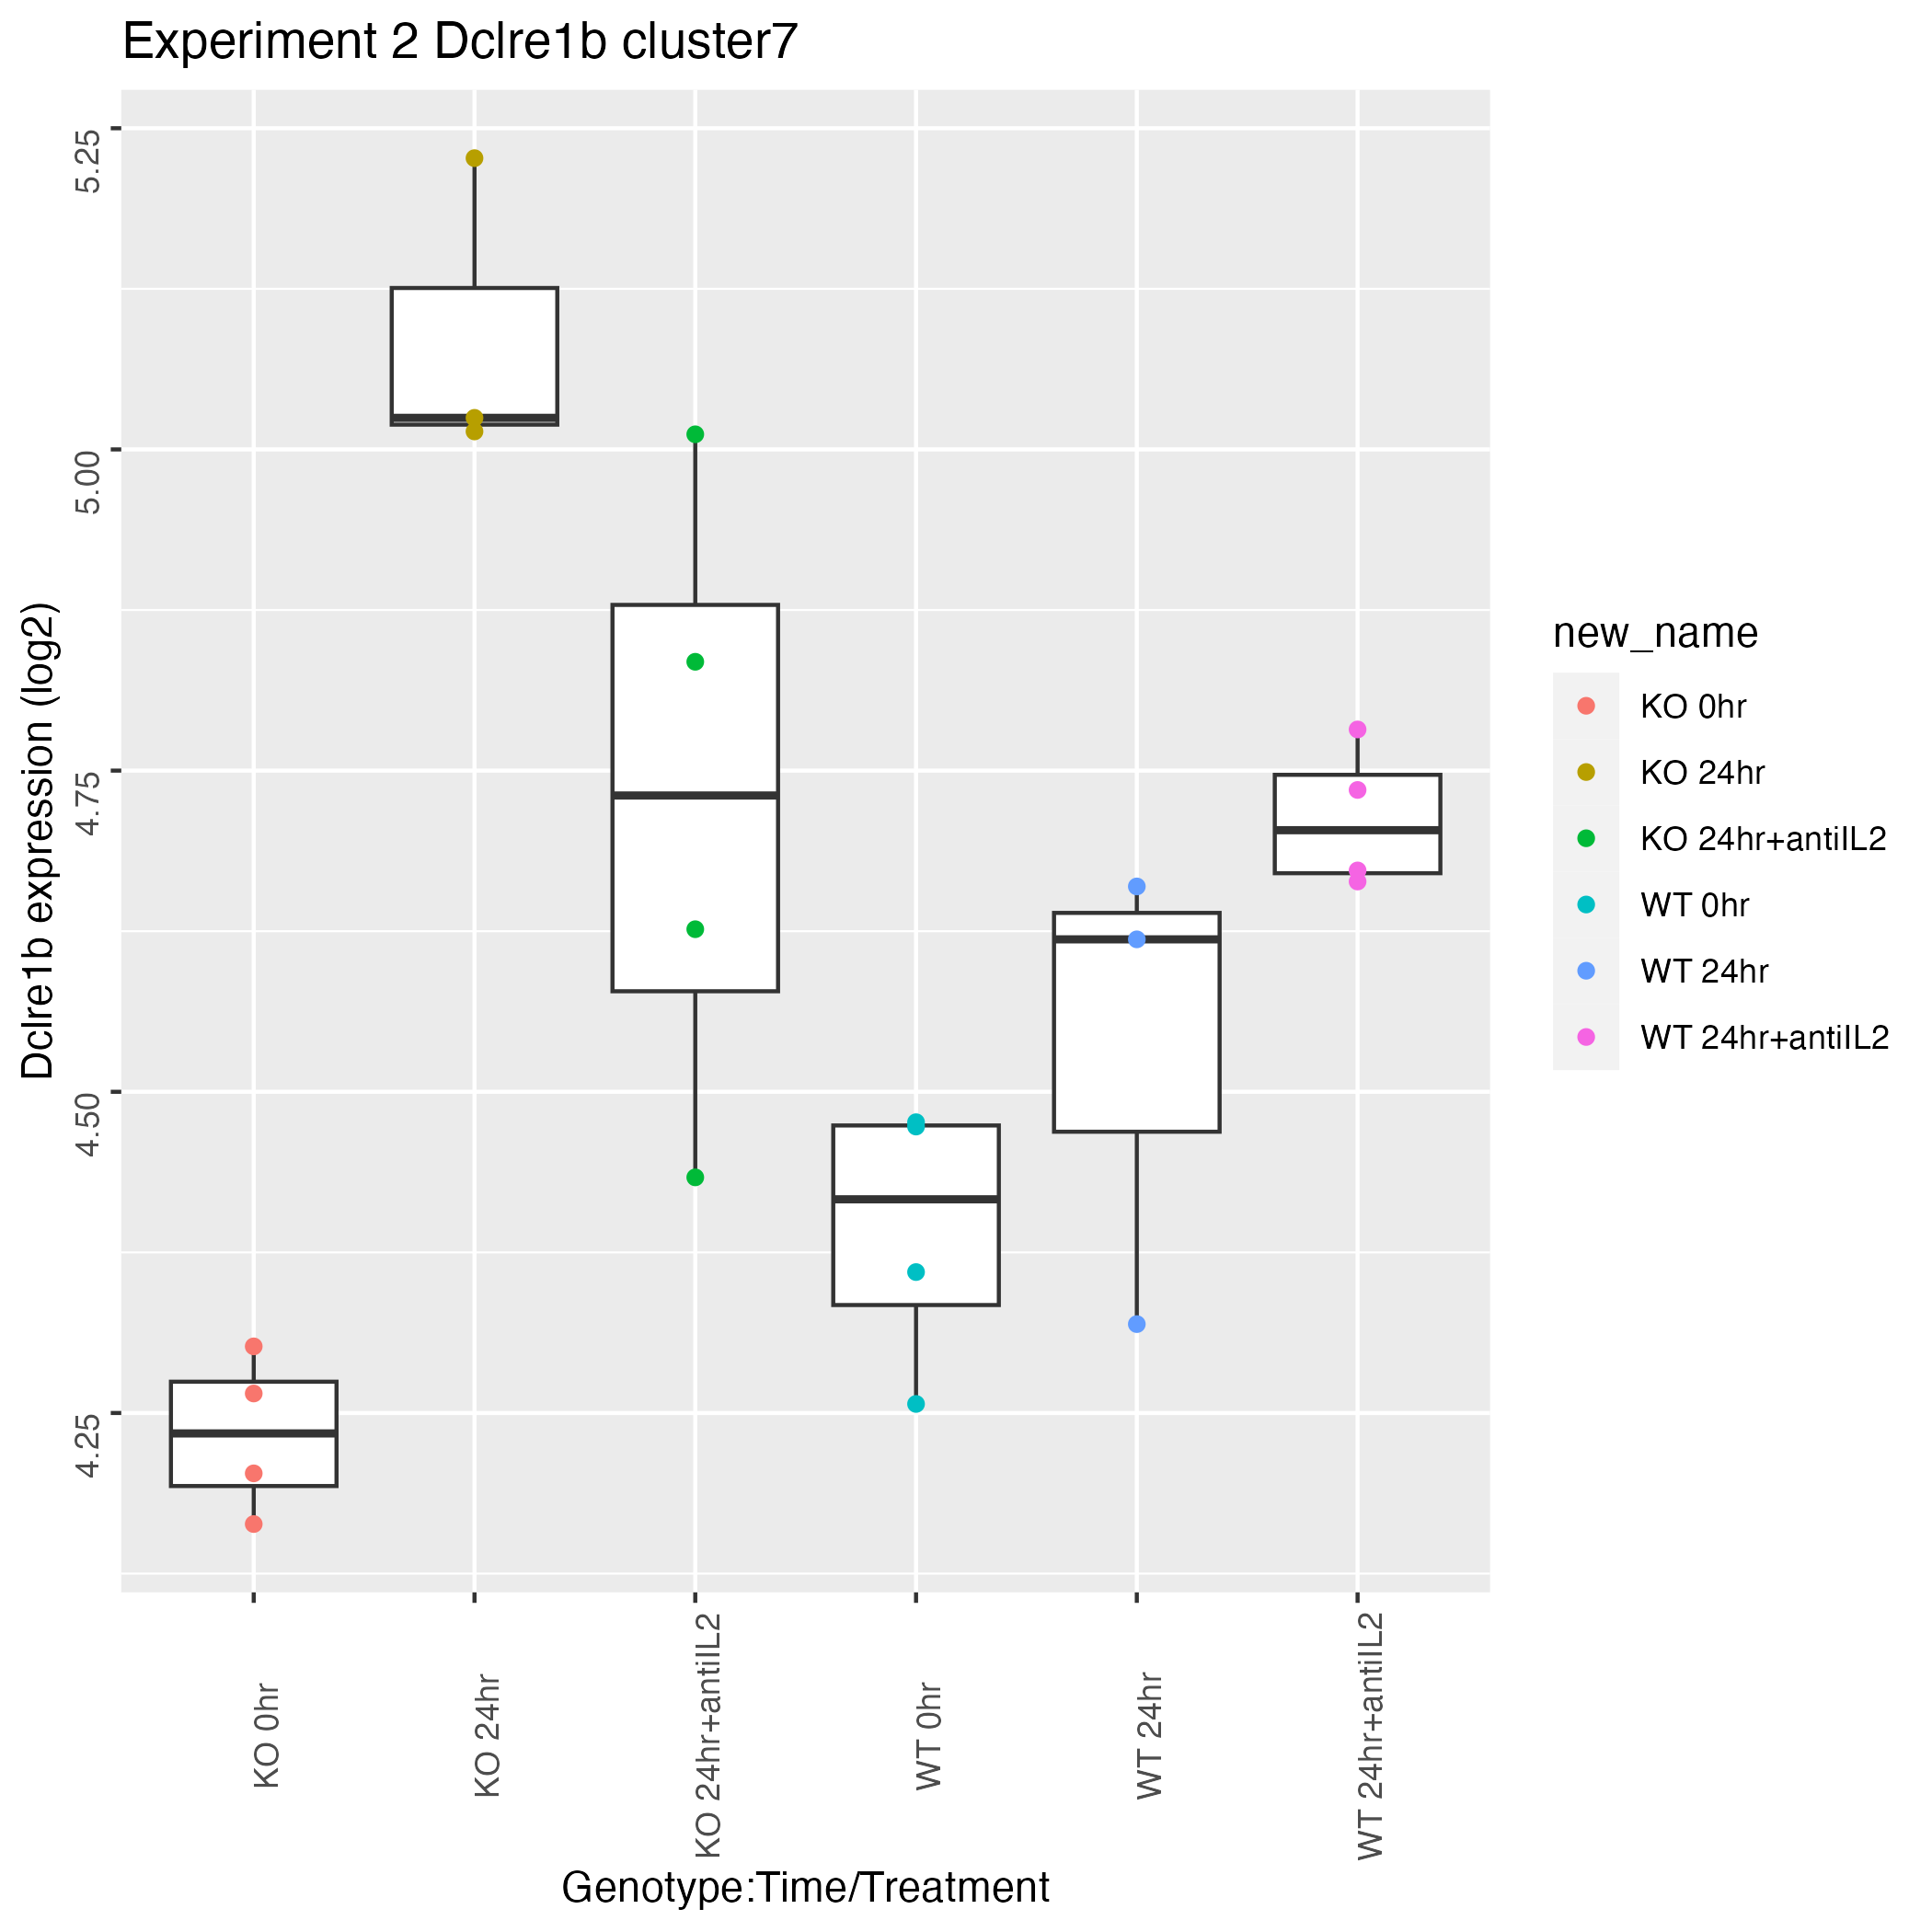 Experiment 2 Dclre1b cluster7
Dclre1b expression (log2)
5.25
5.00
4.75
4.50
4.25
KO 0hr
KO 24hr
KO 24hr+antiIL2
WT 0hr
WT 24hr
WT 24hr+antiIL2
Genotype:Time/Treatment
new_name
KO 0hr
KO 24hr
KO 24hr+antiIL2
WT 0hr
WT 24hr
WT 24hr+antiIL2